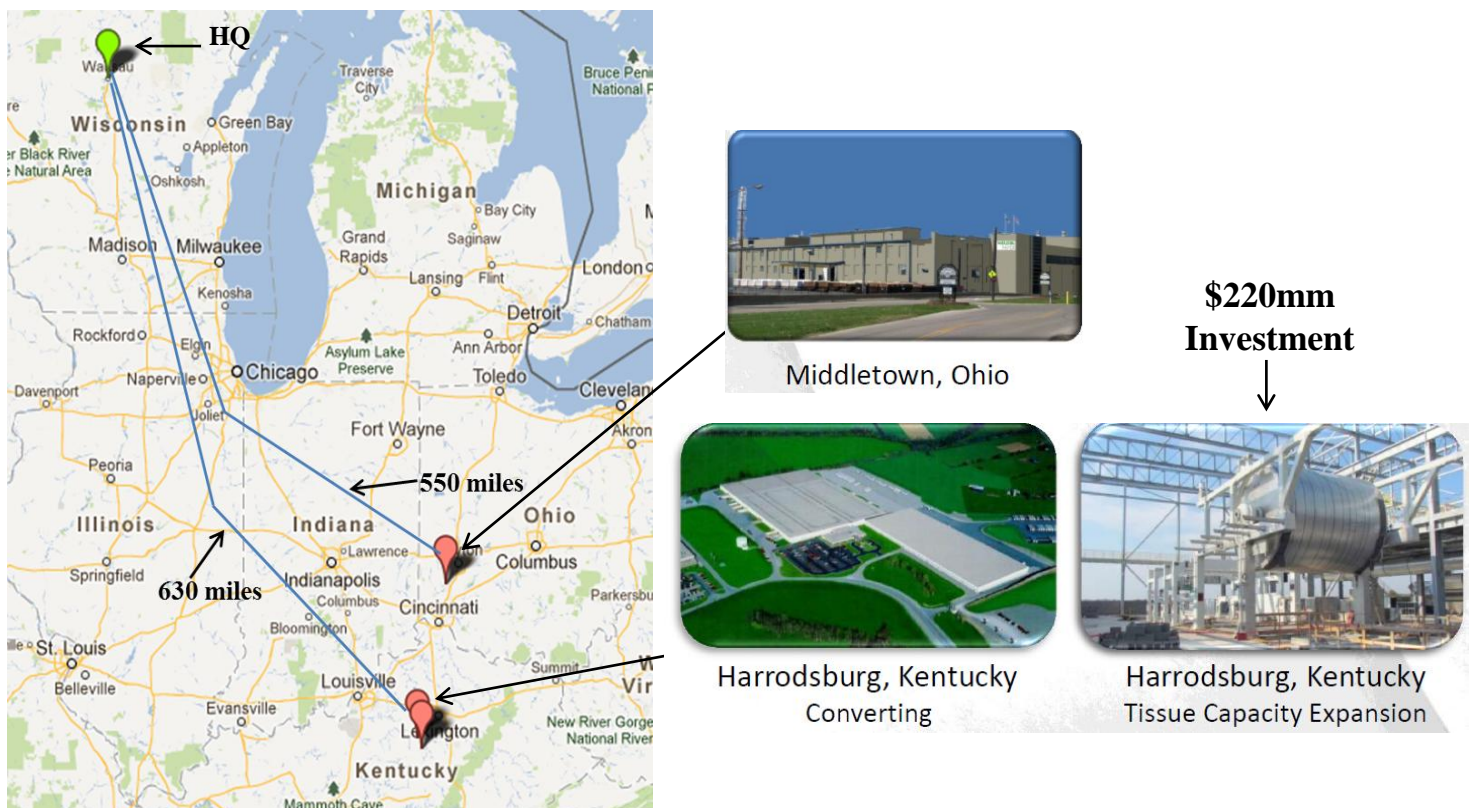 HQ
Traverse
City
Wisconsin
Green Bay
Appleton
Oshkosh
er Black River
e Natural Area
Bruce Peni
National P
Michigan
Bay City
Saginaw
Flint
Grand
Rapids
Lansing
London
Madison
Milwaukee
Kenosha
Rockford
Elgin
Detroit
Chatham
Ann Arbor
Asylum Lake
Preserve
Chicago
Naperville
Joliet
Davenport
Toledo
Cleveland
Akron
Fort Wayne
Peoria
550 miles
Illinois
Indiana
Ohio
Lawrence
Columbus
Springfield
Indianapolis
630 miles
Columbus
Cincinnati
Parkersbu
Bloomington
St. Louis
Belleville
Louisville
Summit
Evansville
New River Gorge
National River
Lexington
Kentucky
Mammoth Cave
Middletown, Ohio
$220mm
Investment
Harrodsburg, Kentucky
Converting
Harrodsburg, Kentucky
Tissue Capacity Expansion